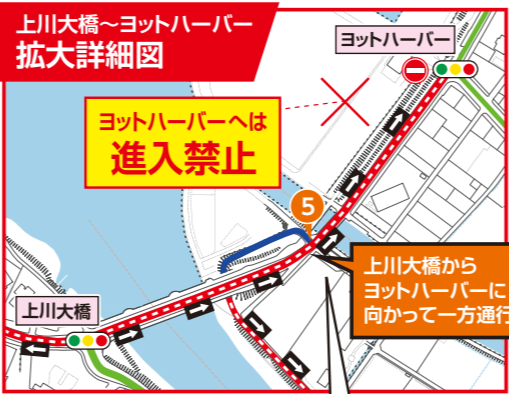 上川大橋～ヨットハーバー
拡大詳細図
ヨットハーバー
ヨットハーバーへは
進入禁止
5
上川大橋から
ヨットハーバーに
向かって一方通行
上川大橋